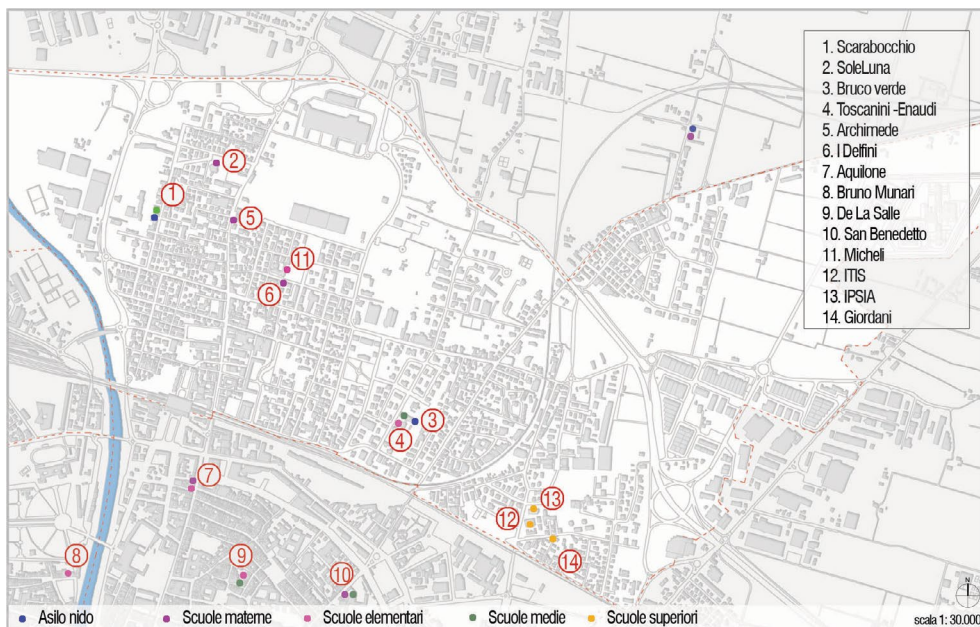 1. Scarabocchio
2. SoleLuna
3. Bruco verde
4. Toscanini -Enaudi
5. Archimede
6. I Delfini
7. Aquilone
8. Bruno Munari
9. De La Salle
10. San Benedetto
11. Micheli
12. ITIS
13. IPSIA
14. Giordani
2
1
5
11
6
3
4
13
7
12
14
9
8
10
N
Asilo nido
Scuole materne
Scuole elementari
Scuole medie
Scuole superiori
scala 1: 30.000